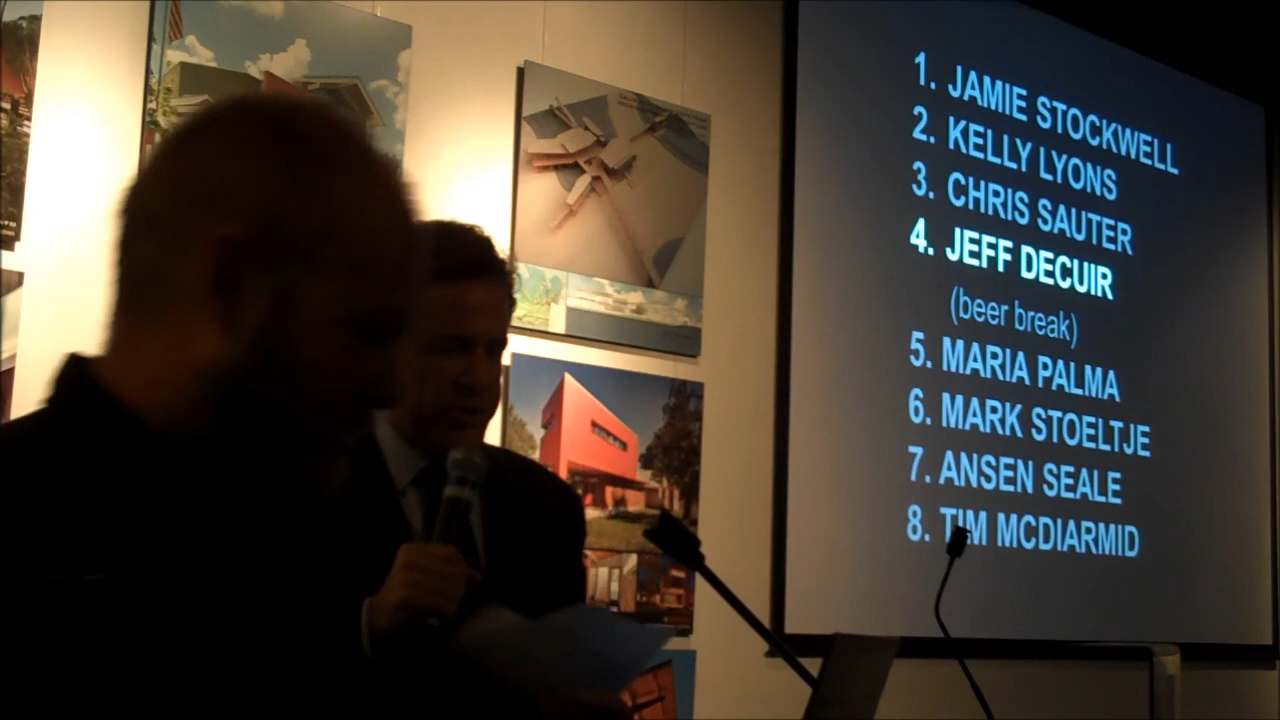 1. JAMIE STOCKWELL
2. KELLY LYONS
3. CHRIS SAUTER
4. JEFF DECUIR
(beer break)
5. MARIA PALMA
6. MARK STOELTJE
7. ANSEN SEALE
8. TIM MCDIARMID